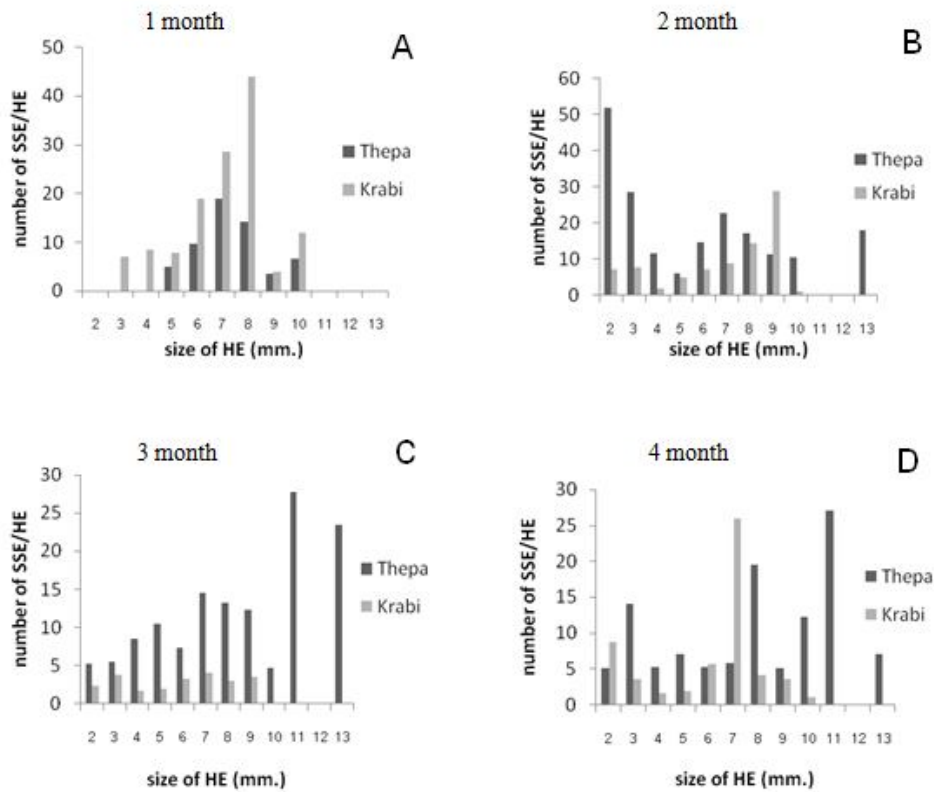 1 month
A
50
40
30
20
10
0
number of SSE/HE
Thepa
Krabi
2 3 4 5 6 7 8 9 10 11 12 13
size of HE (mm.)
2 month
B
60
50
40
30
20
10
0
number of SSE/HE
Thepa
Krabi
2 3 4 5 6 7 8 9 10 11 12 13
size of HE (mm.)
3 month
C
30
25
20
15
10
5
0
number of SSE/HE
Thepa
Krabi
2 3 4 5 6 7 8 9 10 11 12 13
size of HE (mm.)
4 month
D
30
25
20
15
10
5
0
number of SSE/HE
Thepa
Krabi
2 3 4 5 6 7 8 9 10 11 12 13
size of HE (mm.)